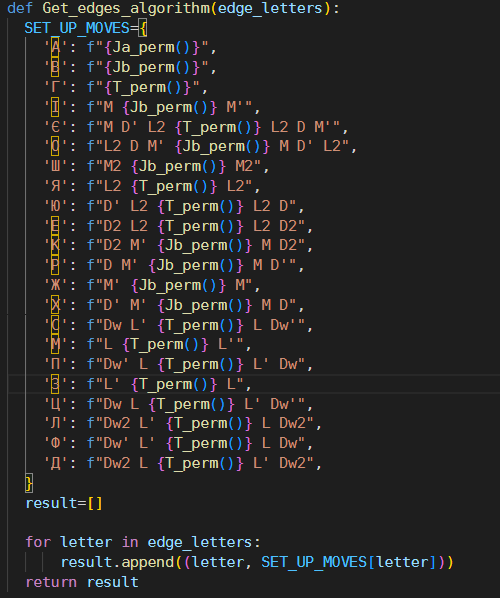 def Get_edges_algorithm(edge_letters):
SET_UP_MOVES={
'А': f"{Ja_perm()}",
'В': f"{Jb_perm()}",
'Г': f"{T_perm()}",
'І': f"M {Jb_perm()} M'",
'Є': f"M D' L2 {T_perm()} L2 D M'",
'О': f"L2 D M' {Jb_perm()} M D' L2",
'Ш': f"M2 {Jb_perm()} M2",
'Я': f"L2 {T_perm()} L2",
'Ю': f"D' L2 {T_perm()} L2 D",
'Е': f"D2 L2 {T_perm()} L2 D2",
'К': f"D2 M' {Jb_perm()} M D2",
'Р': f"D M' {Jb_perm()} M D'",
'Ж': f"M' {Jb_perm()} M",
'Х': f"D' M' {Jb_perm()} M D",
'С': f"Dw L' {T_perm()} L Dw'",
'М': f"L {T_perm()} L'",
'П': f"Dw' L {T_perm()} L' Dw",
'З': f"L' {T_perm()} L",
'Ц': f"Dw L {T_perm()} L' Dw'",
'Л': f"Dw2 L' {T_perm()} L Dw2",
'Ф': f"Dw' L' {T_perm()} L Dw",
'Д': f"Dw2 L {T_perm()} L' Dw2",
}
result=[]
for letter in edge_letters:
result.append((letter, SET_UP_MOVES[letter]))
return result